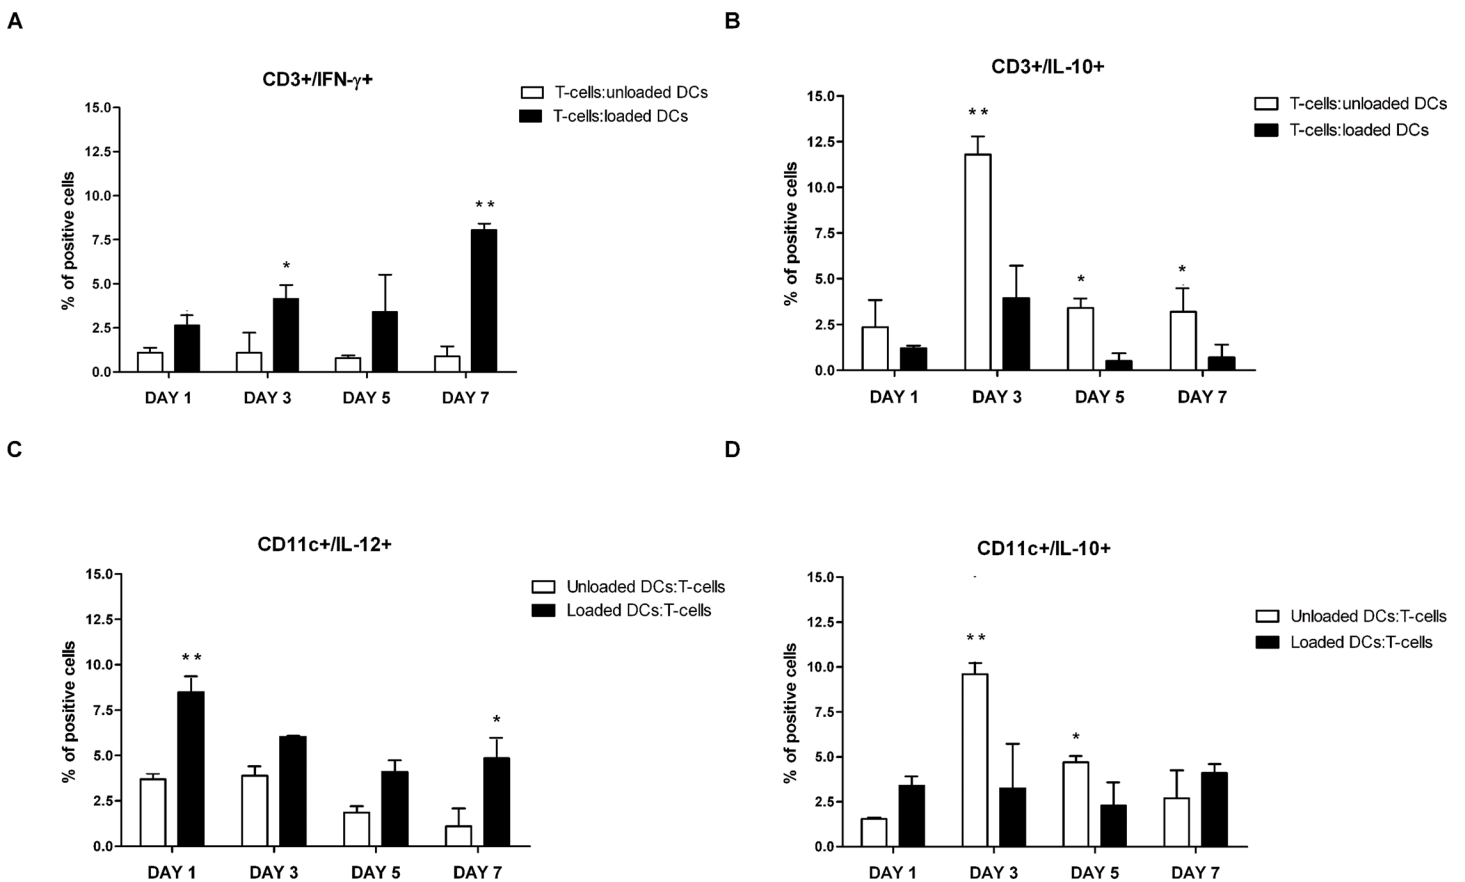 A
CD3+/IFN-γ+
T-cells:unloaded DCs
T-cells:loaded DCs
% of positive cells
15.0
12.5
10.0
7.5
5.0
2.5
0.0
*
* *
DAY 1 DAY 3 DAY 5 DAY 7
B
CD3+/IL-10+
T-cells:unloaded DCs
T-cells:loaded DCs
% of positive cells
15.0
12.5
10.0
7.5
5.0
2.5
0.0
* *
*
*
DAY 1 DAY 3 DAY 5 DAY 7
C
CD11c+/IL-12+
Unloaded DCs:T-cells
Loaded DCs:T-cells
% of positive cells
15.0
12.5
10.0
7.5
5.0
2.5
0.0
* *
*
DAY 1 DAY 3 DAY 5 DAY 7
D
CD11c+/IL-10+
Unloaded DCs:T-cells
Loaded DCs:T-cells
% of positive cells
15.0
12.5
10.0
7.5
5.0
2.5
0.0
* *
*
DAY 1 DAY 3 DAY 5 DAY 7